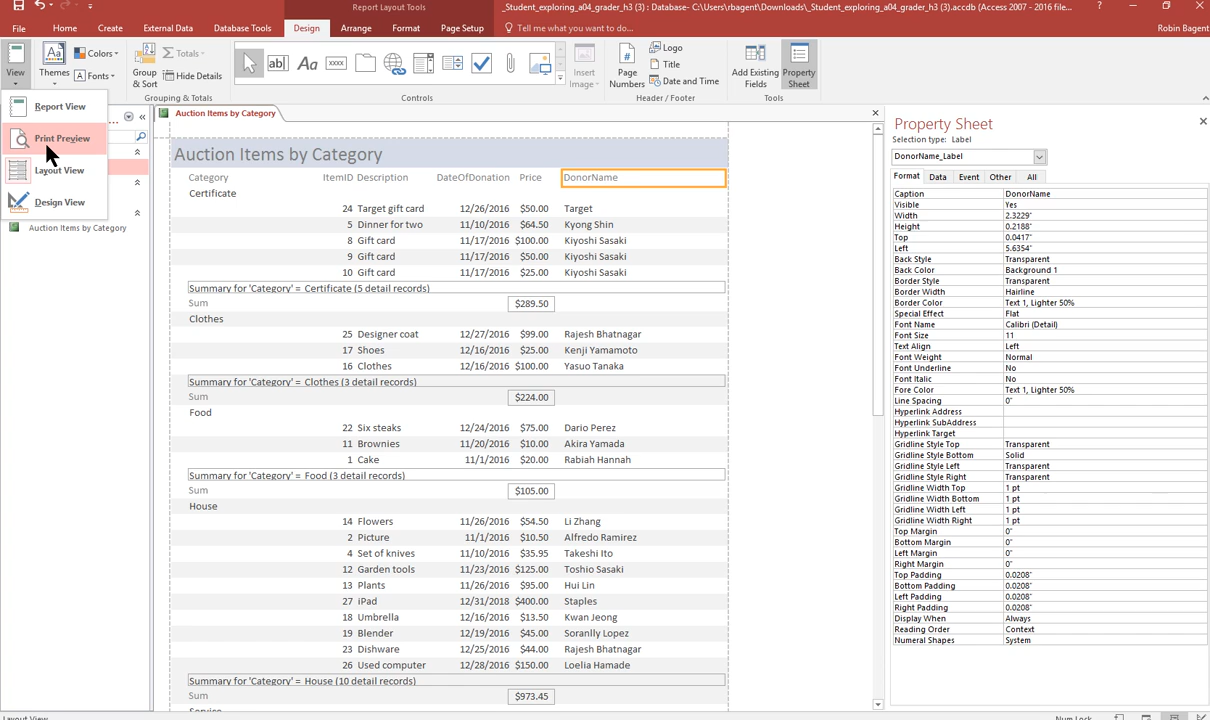 Report Layout Tools
_Student_exploring_a04_grader_h3 (3) : Database- C:\Users\rbagent\Downloads\_Student_exploring_a04_grader_h3 (3).accdb (Access 2007 - 2016 file...
File Home Create External Data Database Tools Design Arrange Format Page Setup Tell me what you want to do... Robin Bagent
View Themes Colors Fonts Group & Sort Totals Hide Details Insert Image Page Numbers Logo Title Date and Time Add Existing Fields Property Sheet
Grouping & Totals Controls Header / Footer Tools
Report View
Print Preview
Layout View
Design View
Auction Items by Category
Auction Items by Category
Auction Items by Category
Category ItemID Description DateOfDonation Price DonorName
Certificate
24 Target gift card 12/26/2016 $50.00 Target
5 Dinner for two 11/10/2016 $64.50 Kyong Shin
8 Gift card 11/17/2016 $100.00 Kiyoshi Sasaki
9 Gift card 11/17/2016 $50.00 Kiyoshi Sasaki
10 Gift card 11/17/2016 $25.00 Kiyoshi Sasaki
Summary for 'Category' = Certificate (5 detail records)
Sum $289.50
Clothes
25 Designer coat 12/27/2016 $99.00 Rajesh Bhatnagar
17 Shoes 12/16/2016 $25.00 Kenji Yamamoto
16 Clothes 12/16/2016 $100.00 Yasuo Tanaka
Summary for 'Category' = Clothes (3 detail records)
Sum $224.00
Food
22 Six steaks 12/24/2016 $75.00 Dario Perez
11 Brownies 11/20/2016 $10.00 Akira Yamada
1 Cake 11/1/2016 $20.00 Rabiah Hannah
Summary for 'Category' = Food (3 detail records)
Sum $105.00
House
14 Flowers 11/26/2016 $54.50 Li Zhang
2 Picture 11/1/2016 $10.50 Alfredo Ramirez
4 Set of knives 11/10/2016 $35.95 Takeshi Ito
12 Garden tools 11/23/2016 $125.00 Toshio Sasaki
13 Plants 11/26/2016 $95.00 Hui Lin
27 iPad 12/31/2018 $400.00 Staples
18 Umbrella 12/16/2016 $13.50 Kwan Jeong
19 Blender 12/19/2016 $45.00 Soranlly Lopez
23 Dishware 12/25/2016 $44.00 Rajesh Bhatnagar
26 Used computer 12/28/2016 $150.00 Loelia Hamade
Summary for 'Category' = House (10 detail records)
Sum $973.45
Service
Property Sheet
Selection type: Label
DonorName_Label
Format Data Event Other All
Caption DonorName
Visible Yes
Width 2.3229"
Height 0.2188"
Top 0.0417"
Left 5.6354"
Back Style Transparent
Back Color Background 1
Border Style Transparent
Border Width Hairline
Border Color Text 1, Lighter 50%
Special Effect Flat
Font Name Calibri (Detail)
Font Size 11
Text Align Left
Font Weight Normal
Font Underline No
Font Italic No
Fore Color Text 1, Lighter 50%
Line Spacing 0"
Hyperlink Address
Hyperlink SubAddress
Hyperlink Target
Gridline Style Top Transparent
Gridline Style Bottom Solid
Gridline Style Left Transparent
Gridline Style Right Transparent
Gridline Width Top 1 pt
Gridline Width Bottom 1 pt
Gridline Width Left 1 pt
Gridline Width Right 1 pt
Top Margin 0"
Bottom Margin 0"
Left Margin 0"
Right Margin 0"
Top Padding 0.0208"
Bottom Padding 0.0208"
Left Padding 0.0208"
Right Padding 0.0208"
Display When Always
Reading Order Context
Numeral Shapes System
Layout View Num Lock